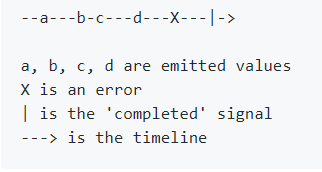 --a---b-c---d---X---|->
a, b, c, d are emitted values
X is an error
| is the 'completed' signal
---> is the timeline